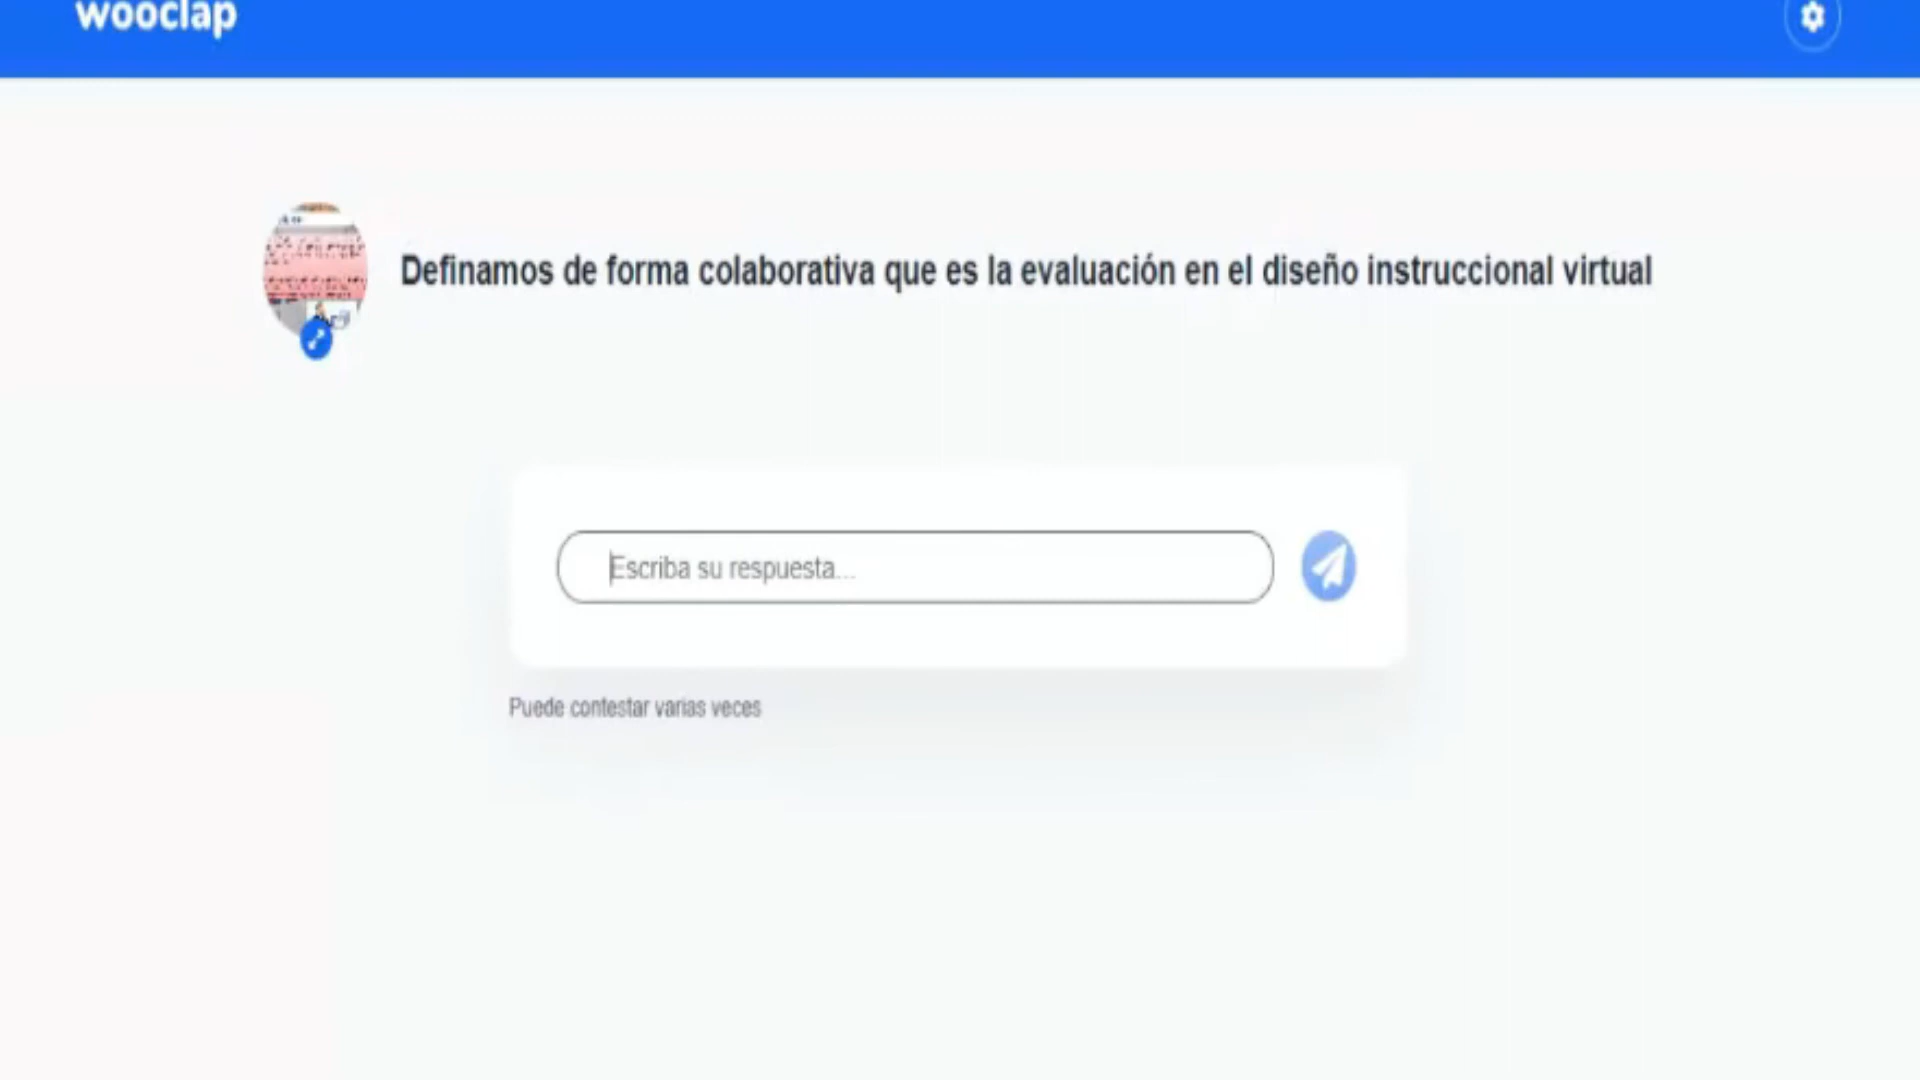 wooclap
Definamos de forma colaborativa que es la evaluación en el diseño instruccional virtual
Escriba su respuesta...
Puede contestar varias veces